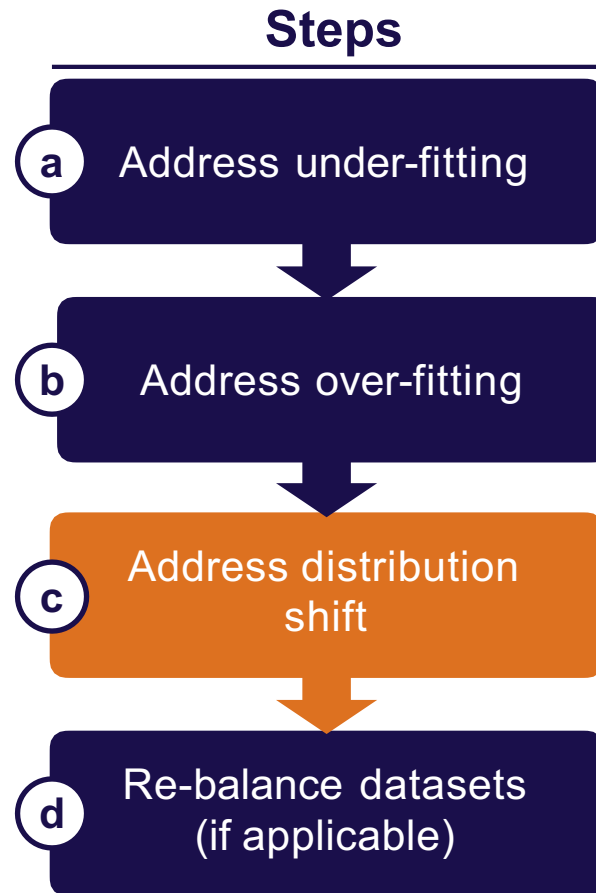 Steps
a
Address under-fitting
b
Address over-fitting
c
Address distribution
shift
d
Re-balance datasets
(if applicable)